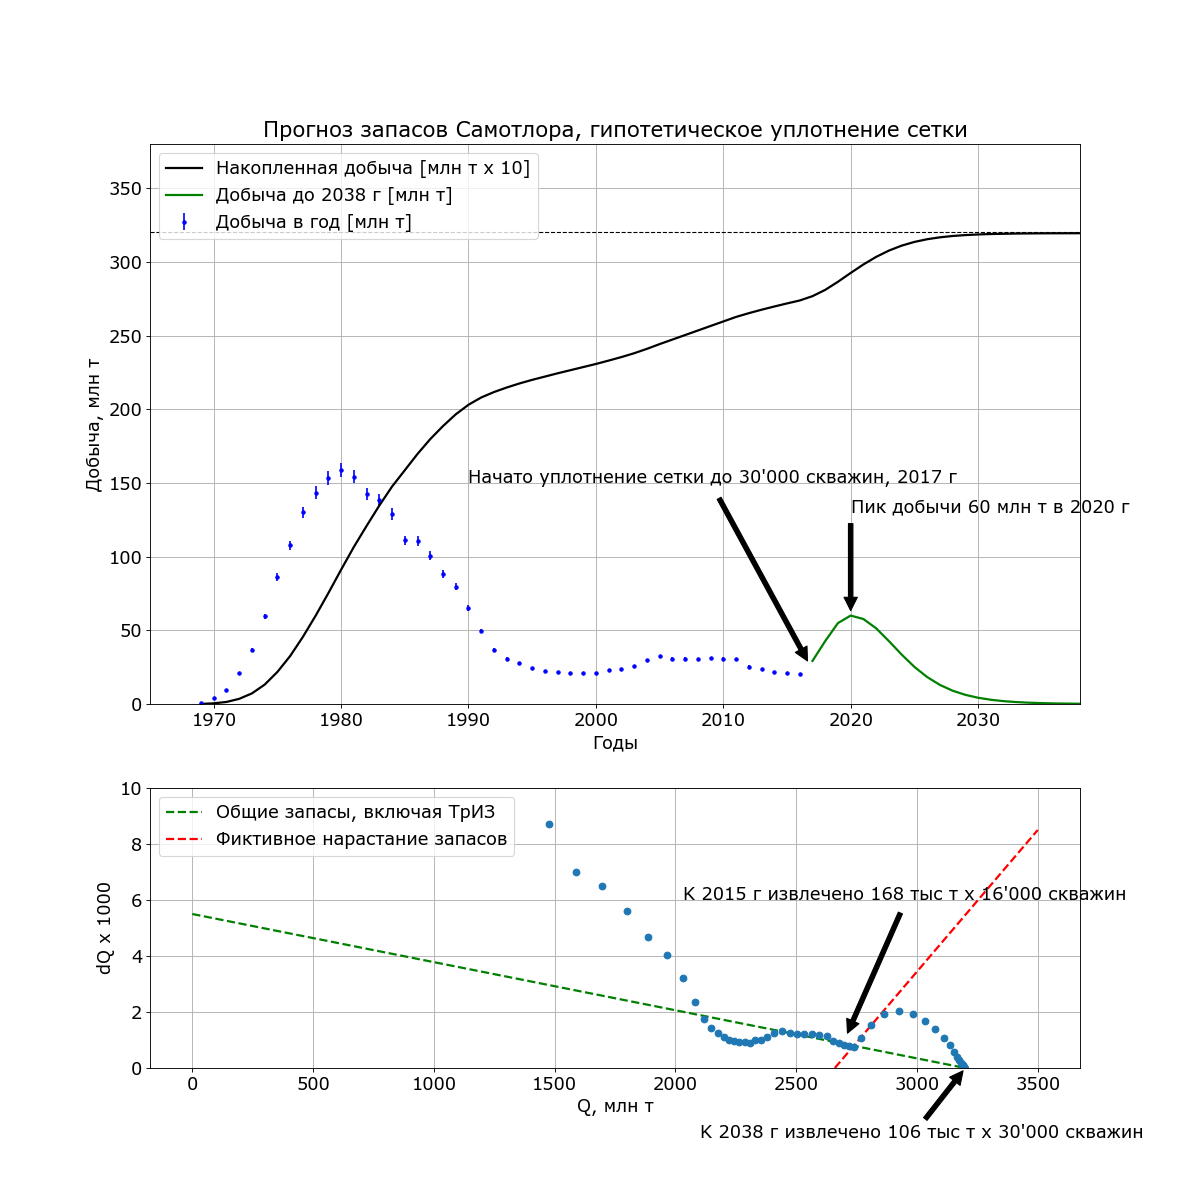 Прогноз запасов Самотлора, гипотетическое уплотнение сетки
Накопленная добыча [млн т x 10]
Добыча до 2038 г [млн т]
Добыча в год [млн т]
350
300
250
200
150
100
50
0
Добыча, млн т
Начато уплотнение сетки до 30'000 скважин, 2017 г
Пик добычи 60 млн т в 2020 г
1970
1980
1990
2000
2010
2020
2030
Годы
Общие запасы, включая ТрИЗ
Фиктивное нарастание запасов
10
8
6
4
2
0
dQ x 1000
К 2015 г извлечено 168 тыс т x 16'000 скважин
0
500
1000
1500
2000
2500
3000
3500
Q, млн т
К 2038 г извлечено 106 тыс т x 30'000 скважин